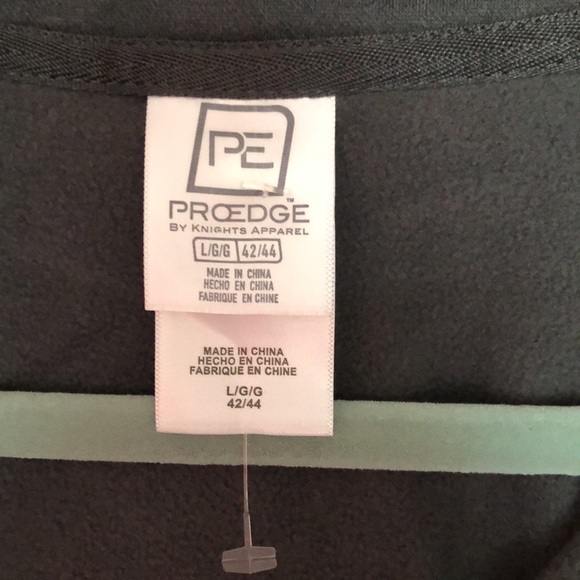 PE
PROEDGE™
BY KNIGHTS APPAREL
L/G/G 42/44
MADE IN CHINA
HECHO EN CHINA
FABRIQUE EN CHINE
MADE IN CHINA
HECHO EN CHINA
FABRIQUE EN CHINE
L/G/G
42/44